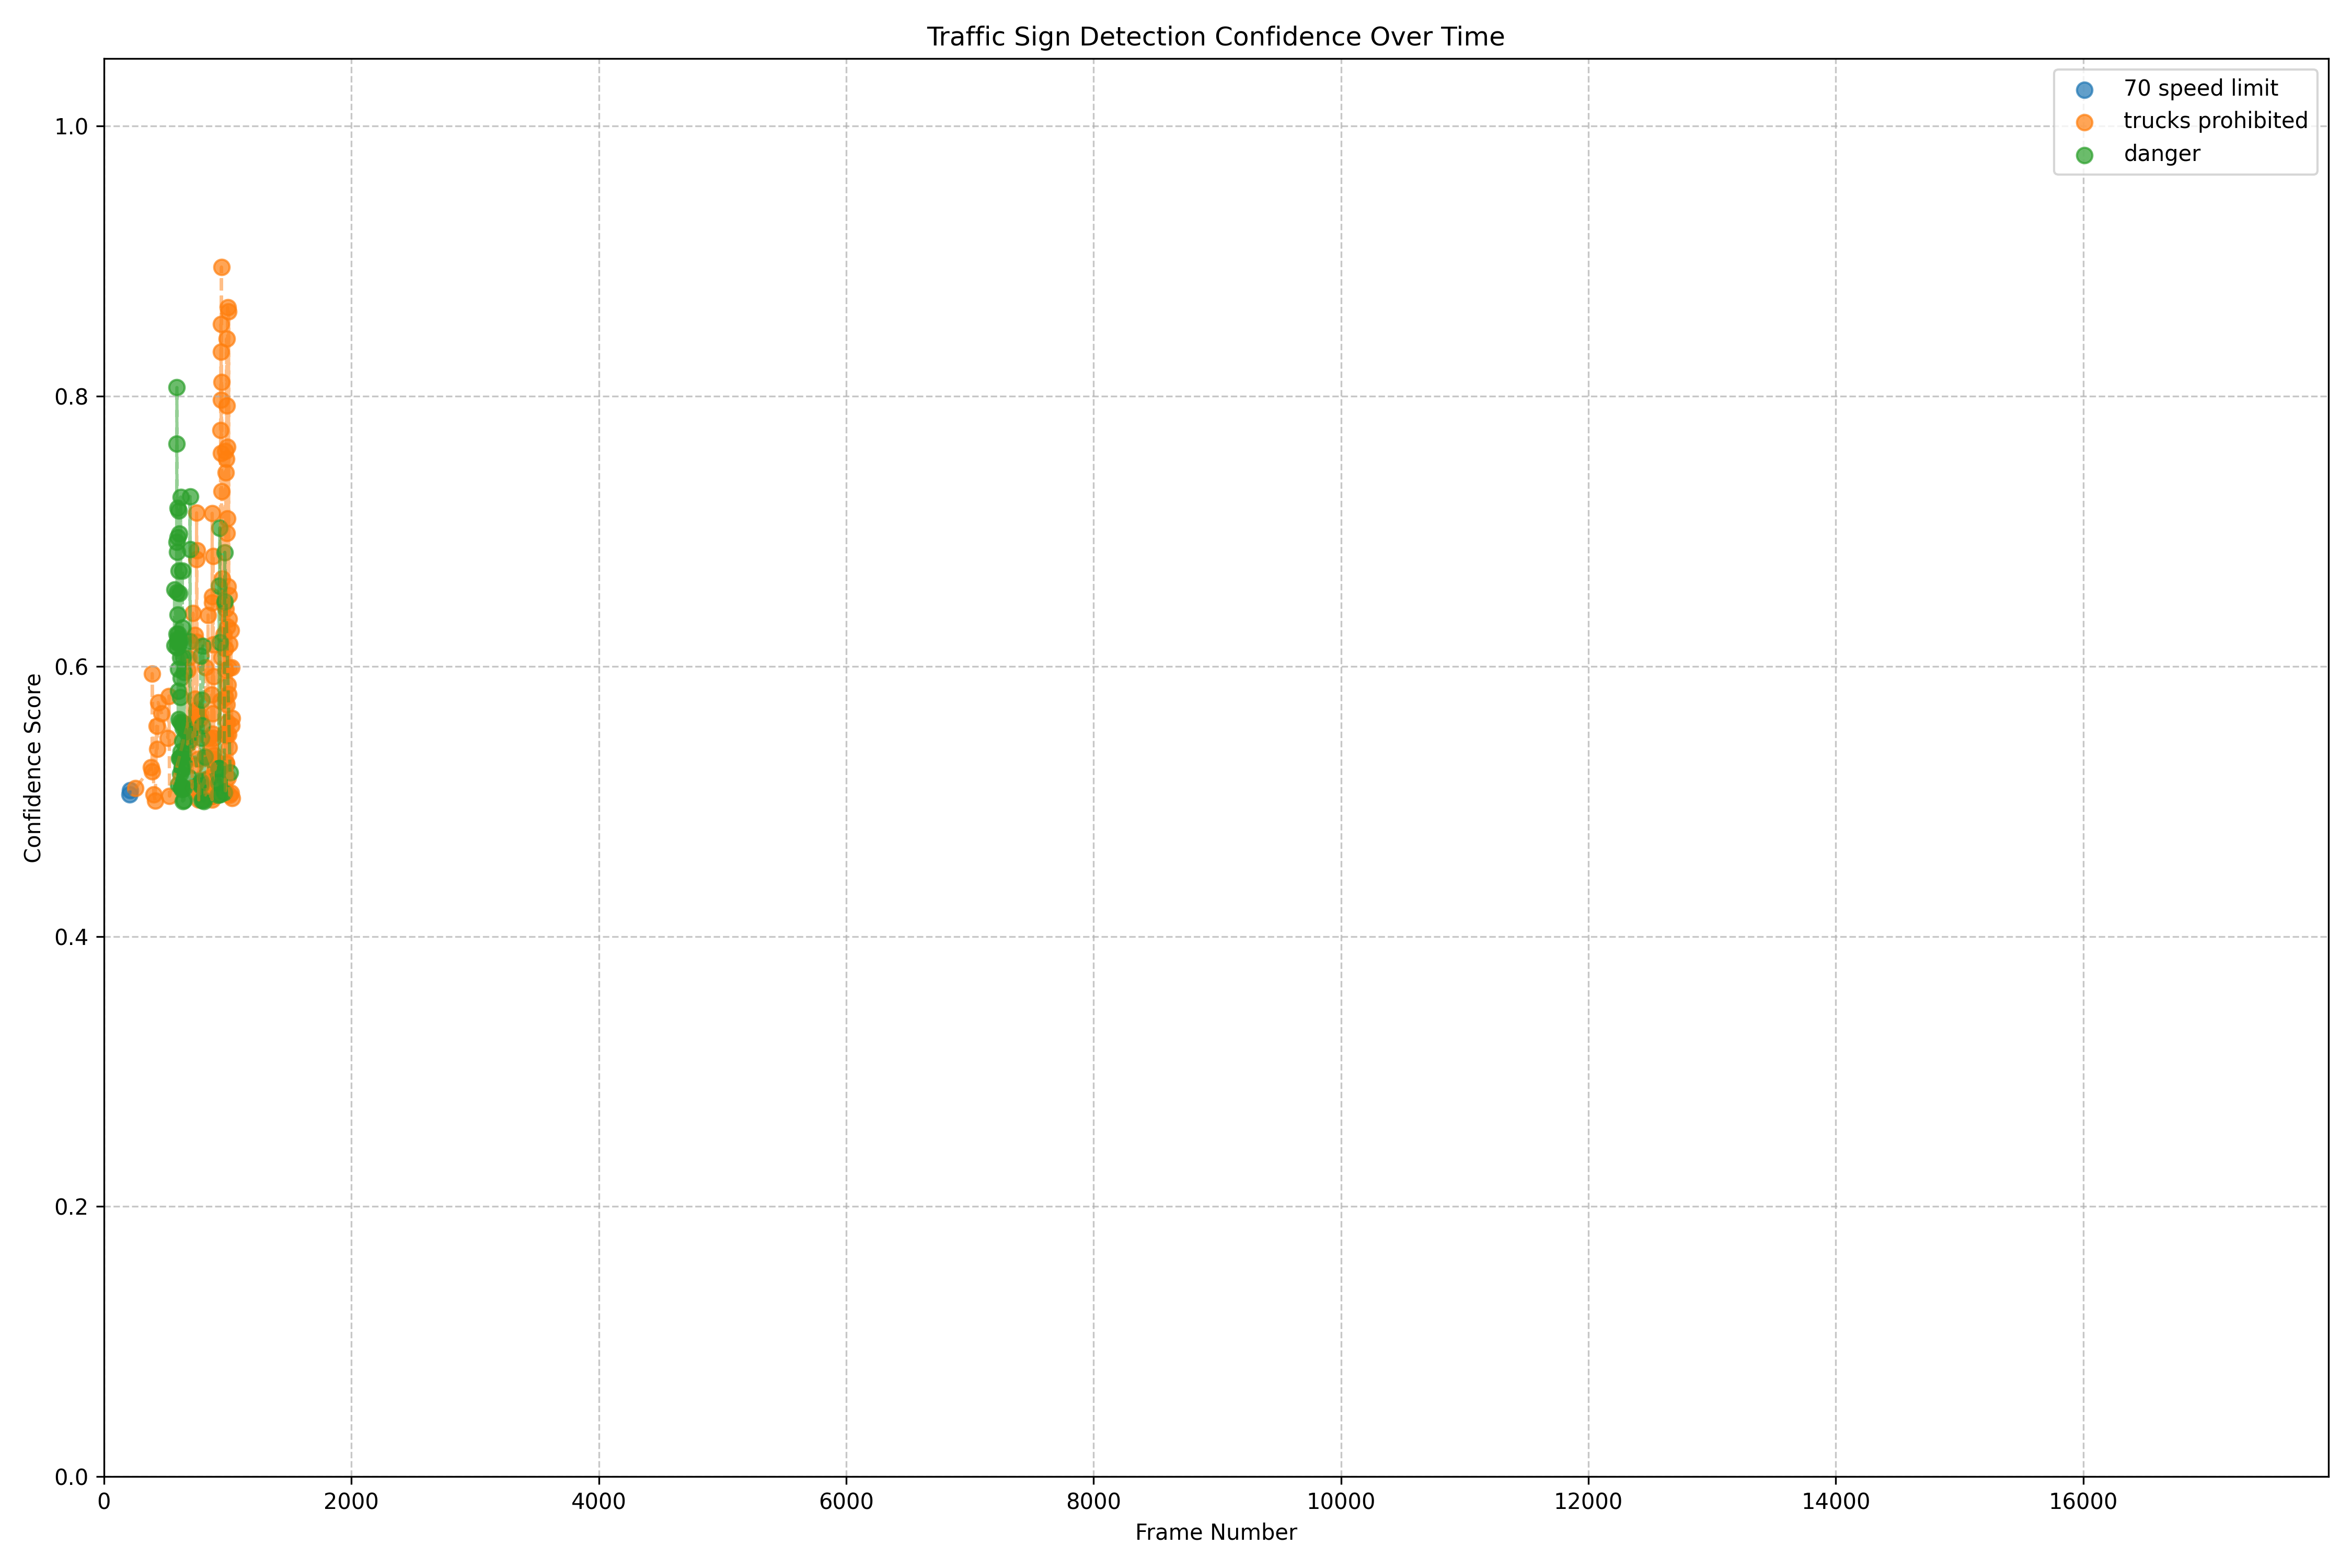 Traffic Sign Detection Confidence Over Time
70 speed limit
trucks prohibited
danger
1.0
0.8
0.6
0.4
0.2
0.0
Confidence Score
0 2000 4000 6000 8000 10000 12000 14000 16000
Frame Number